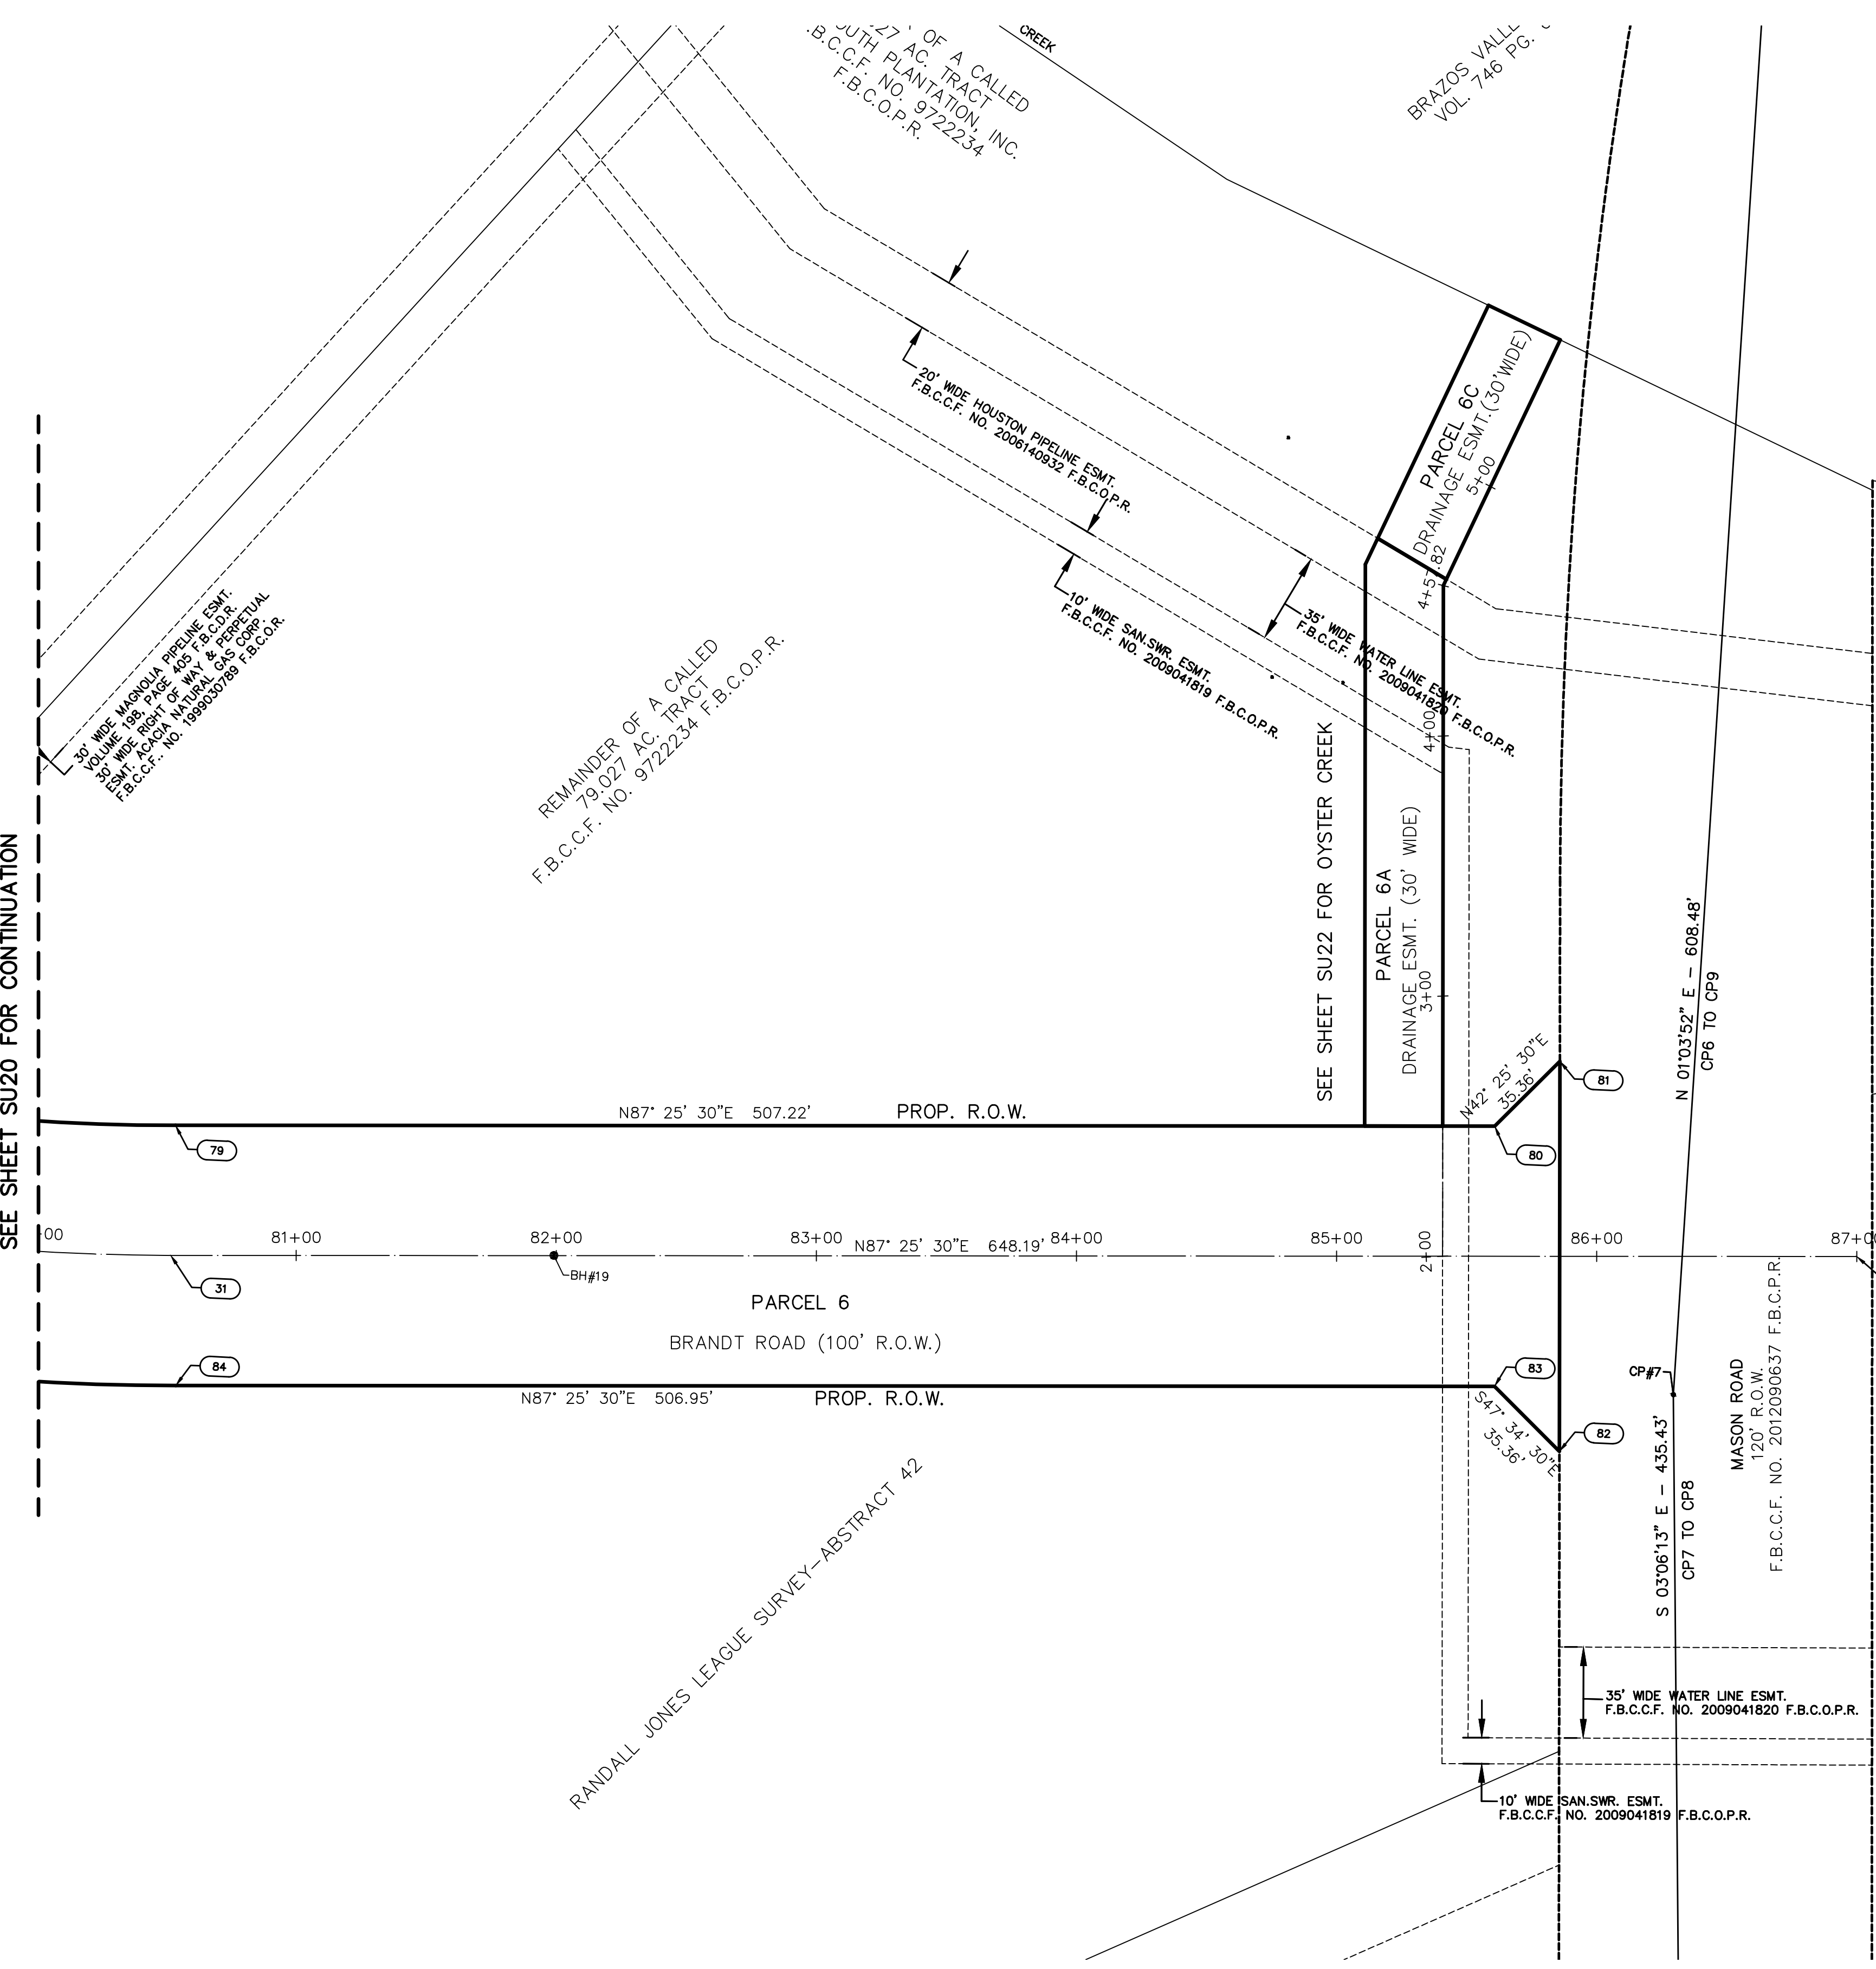 OF A CALLED
27 AC. TRACT
OUTH PLANTATION, INC.
.B.C.C.F. NO. 9722234
F.B.C.O.P.R.
CREEK
BRAZOS
VOL. 746 PG.
PARCEL 6C
DRAINAGE ESMT.(30'WIDE)
5+00
20' WIDE HOUSTON PIPELINE ESMT.
F.B.C.C.F. NO. 2006140932 F.B.C.O.P.R.
10' WIDE SAN.SWR. ESMT.
F.B.C.C.F. NO. 2009041819 F.B.C.O.P.R.
35' WIDE WATER LINE ESMT.
F.B.C.C.F. NO. 2009041820 F.B.C.O.P.R.
4+00
30' WIDE MAGNOLIA PIPELINE ESMT.
VOLUME 198, PAGE 405 F.B.C.D.R.
30' WIDE RIGHT OF WAY & PERPETUAL
ESMT. ACACIA NATURAL GAS CORP.
F.B.C.C.F.. NO. 1999030789 F.B.C.O.R.
REMAINDER OF A CALLED
79.027 AC. TRACT
F.B.C.C.F. NO. 9722234 F.B.C.O.P.R.
SEE SHEET SU20 FOR CONTINUATION
SEE SHEET SU22 FOR OYSTER CREEK
PARCEL 6A
DRAINAGE ESMT. (30' WIDE)
3+00
N 01°03'52" E - 608.48'
CP6 TO CP9
N42° 25' 30"E
35.36'
81
N87° 25' 30"E 507.22'
PROP. R.O.W.
79
80
00
81+00
82+00
83+00
N87° 25' 30"E 648.19'
84+00
85+00
2+00
86+00
87+0
31
BH#19
PARCEL 6
BRANDT ROAD (100' R.O.W.)
84
83
N87° 25' 30"E 506.95'
PROP. R.O.W.
S47° 34' 30"E
35.36'
82
CP#7
S 03°06'13" E - 435.43'
CP7 TO CP8
MASON ROAD
120' R.O.W.
F.B.C.C.F. NO. 2012090637 F.B.C.P.R.
RANDALL JONES LEAGUE SURVEY-ABSTRACT 42
35' WIDE WATER LINE ESMT.
F.B.C.C.F. NO. 2009041820 F.B.C.O.P.R.
10' WIDE SAN.SWR. ESMT.
F.B.C.C.F. NO. 2009041819 F.B.C.O.P.R.